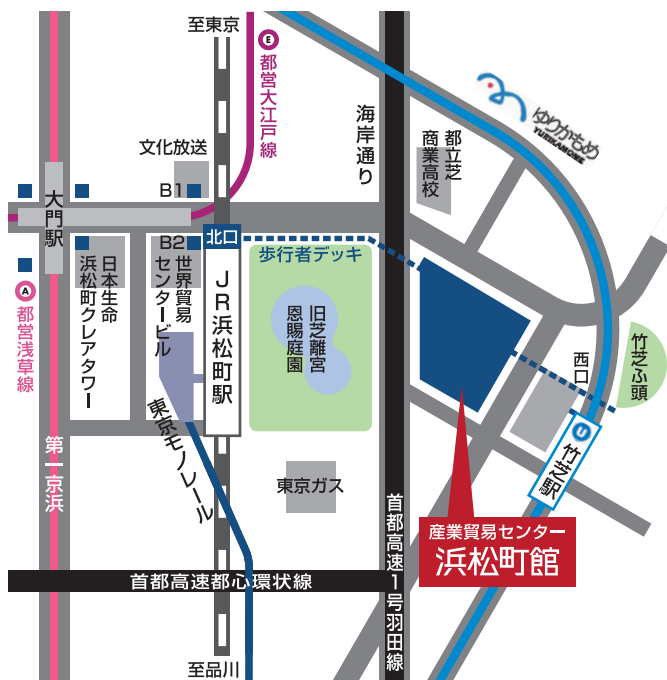 至東京
E
都営大江戸線
海岸通り
ゆりかもめ
YURIKAMOME
都立芝
商業高校
文化放送
B1
大門駅
北口
歩行者デッキ
B2
世界貿易
センタービル
日本生命
浜松町クレアタワー
A
都営浅草線
JR浜松町駅
旧芝離宮
恩賜庭園
竹芝ふ頭
西口
U
竹芝駅
東京モノレール
第一京浜
東京ガス
首都高速1号羽田線
産業貿易センター
浜松町館
首都高速都心環状線
至品川